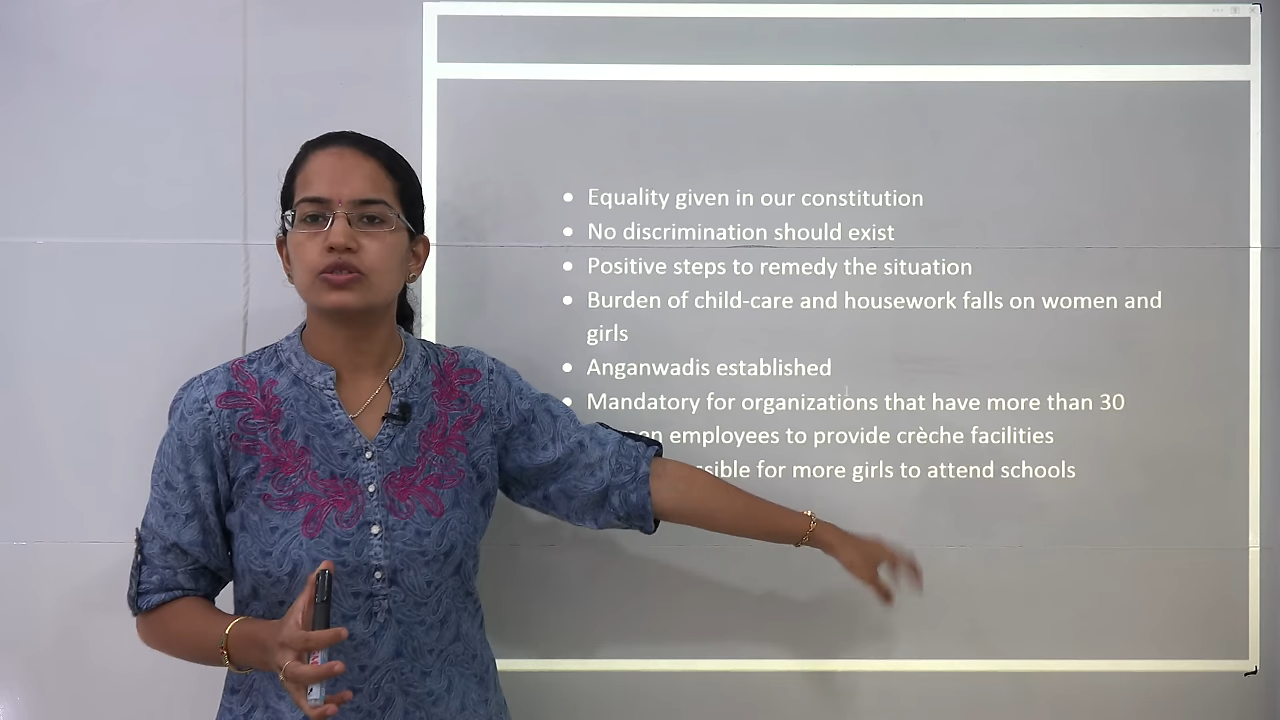 • Equality given in our constitution
• No discrimination should exist
• Positive steps to remedy the situation
• Burden of child-care and housework falls on women and
girls
• Anganwadis established
• Mandatory for organizations that have more than 30
employees to provide crèche facilities
for more girls to attend schools